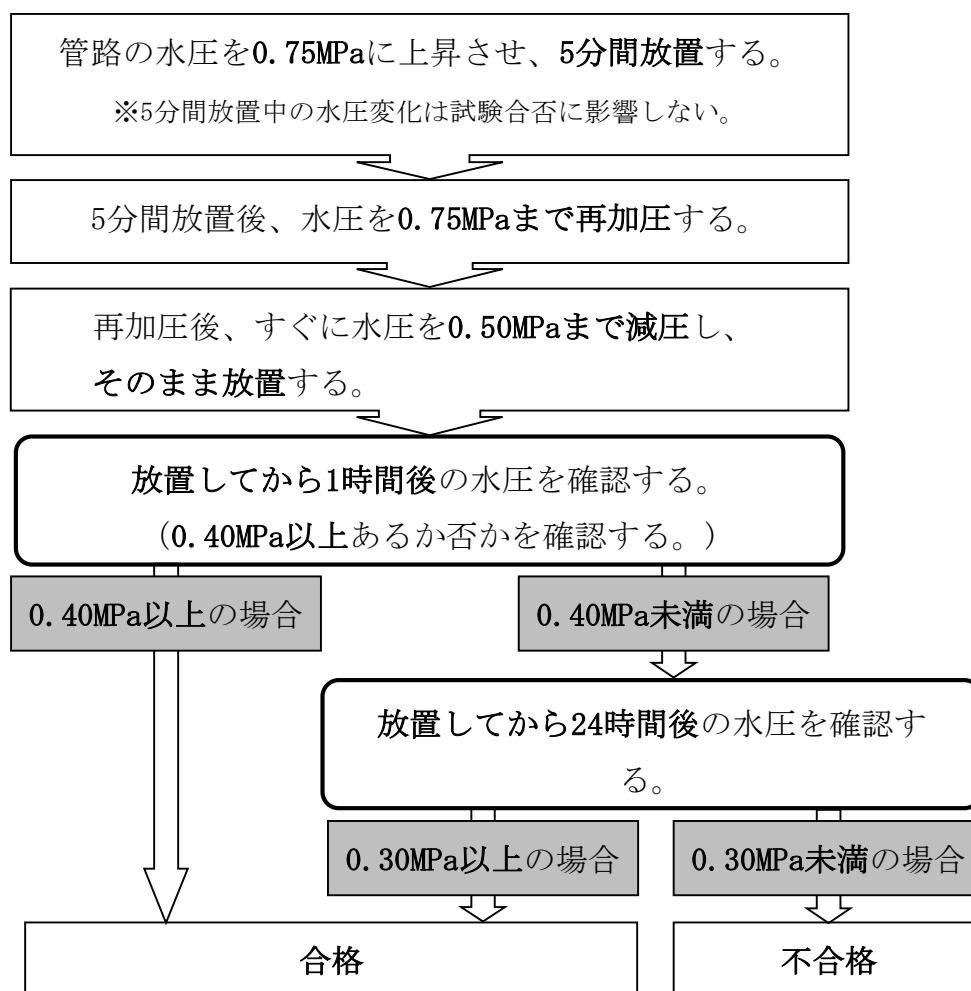 管路の水圧を0.75MPaに上昇させ、5分間放置する。
※5分間放置中の水圧変化は試験合否に影響しない。
5分間放置後、水圧を0.75MPaまで再加圧する。
再加圧後、すぐに水圧を0.50MPaまで減圧し、
そのまま放置する。
放置してから1時間後の水圧を確認する。
（0.40MPa以上あるか否かを確認する。）
0.40MPa以上の場合
0.40MPa未満の場合
放置してから24時間後の水圧を確認す
る。
0.30MPa以上の場合
0.30MPa未満の場合
合格
不合格